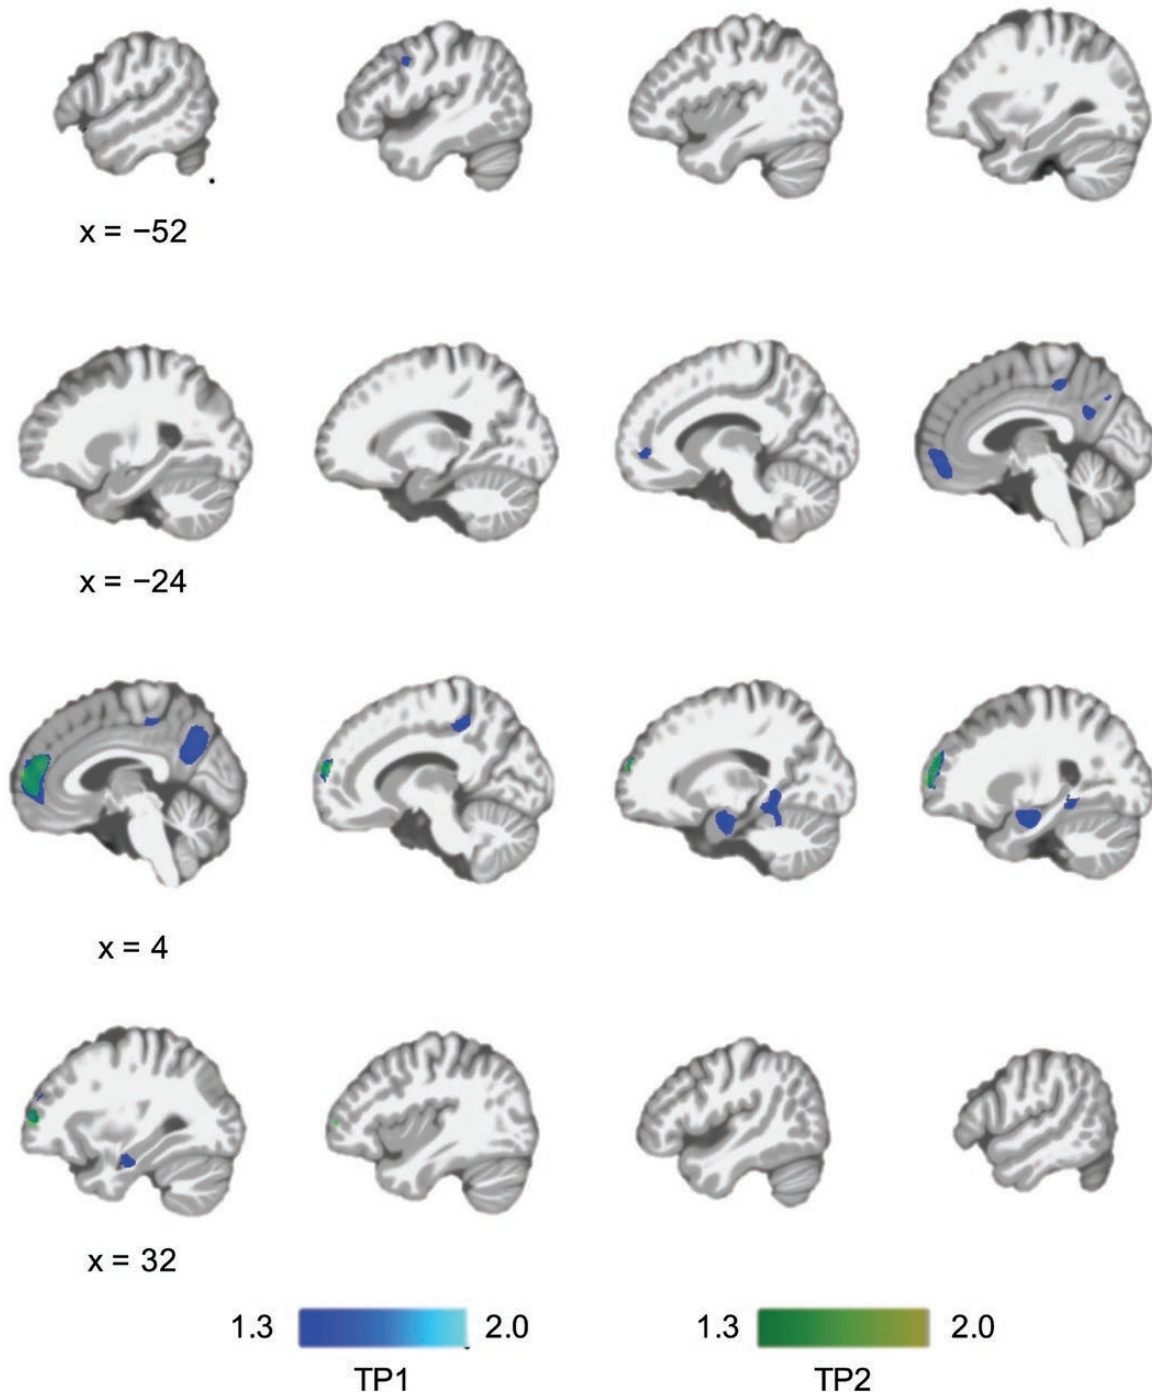 x = −52
x = −24
x = 4
x = 32
1.3 2.0 1.3 2.0
TP1 TP2